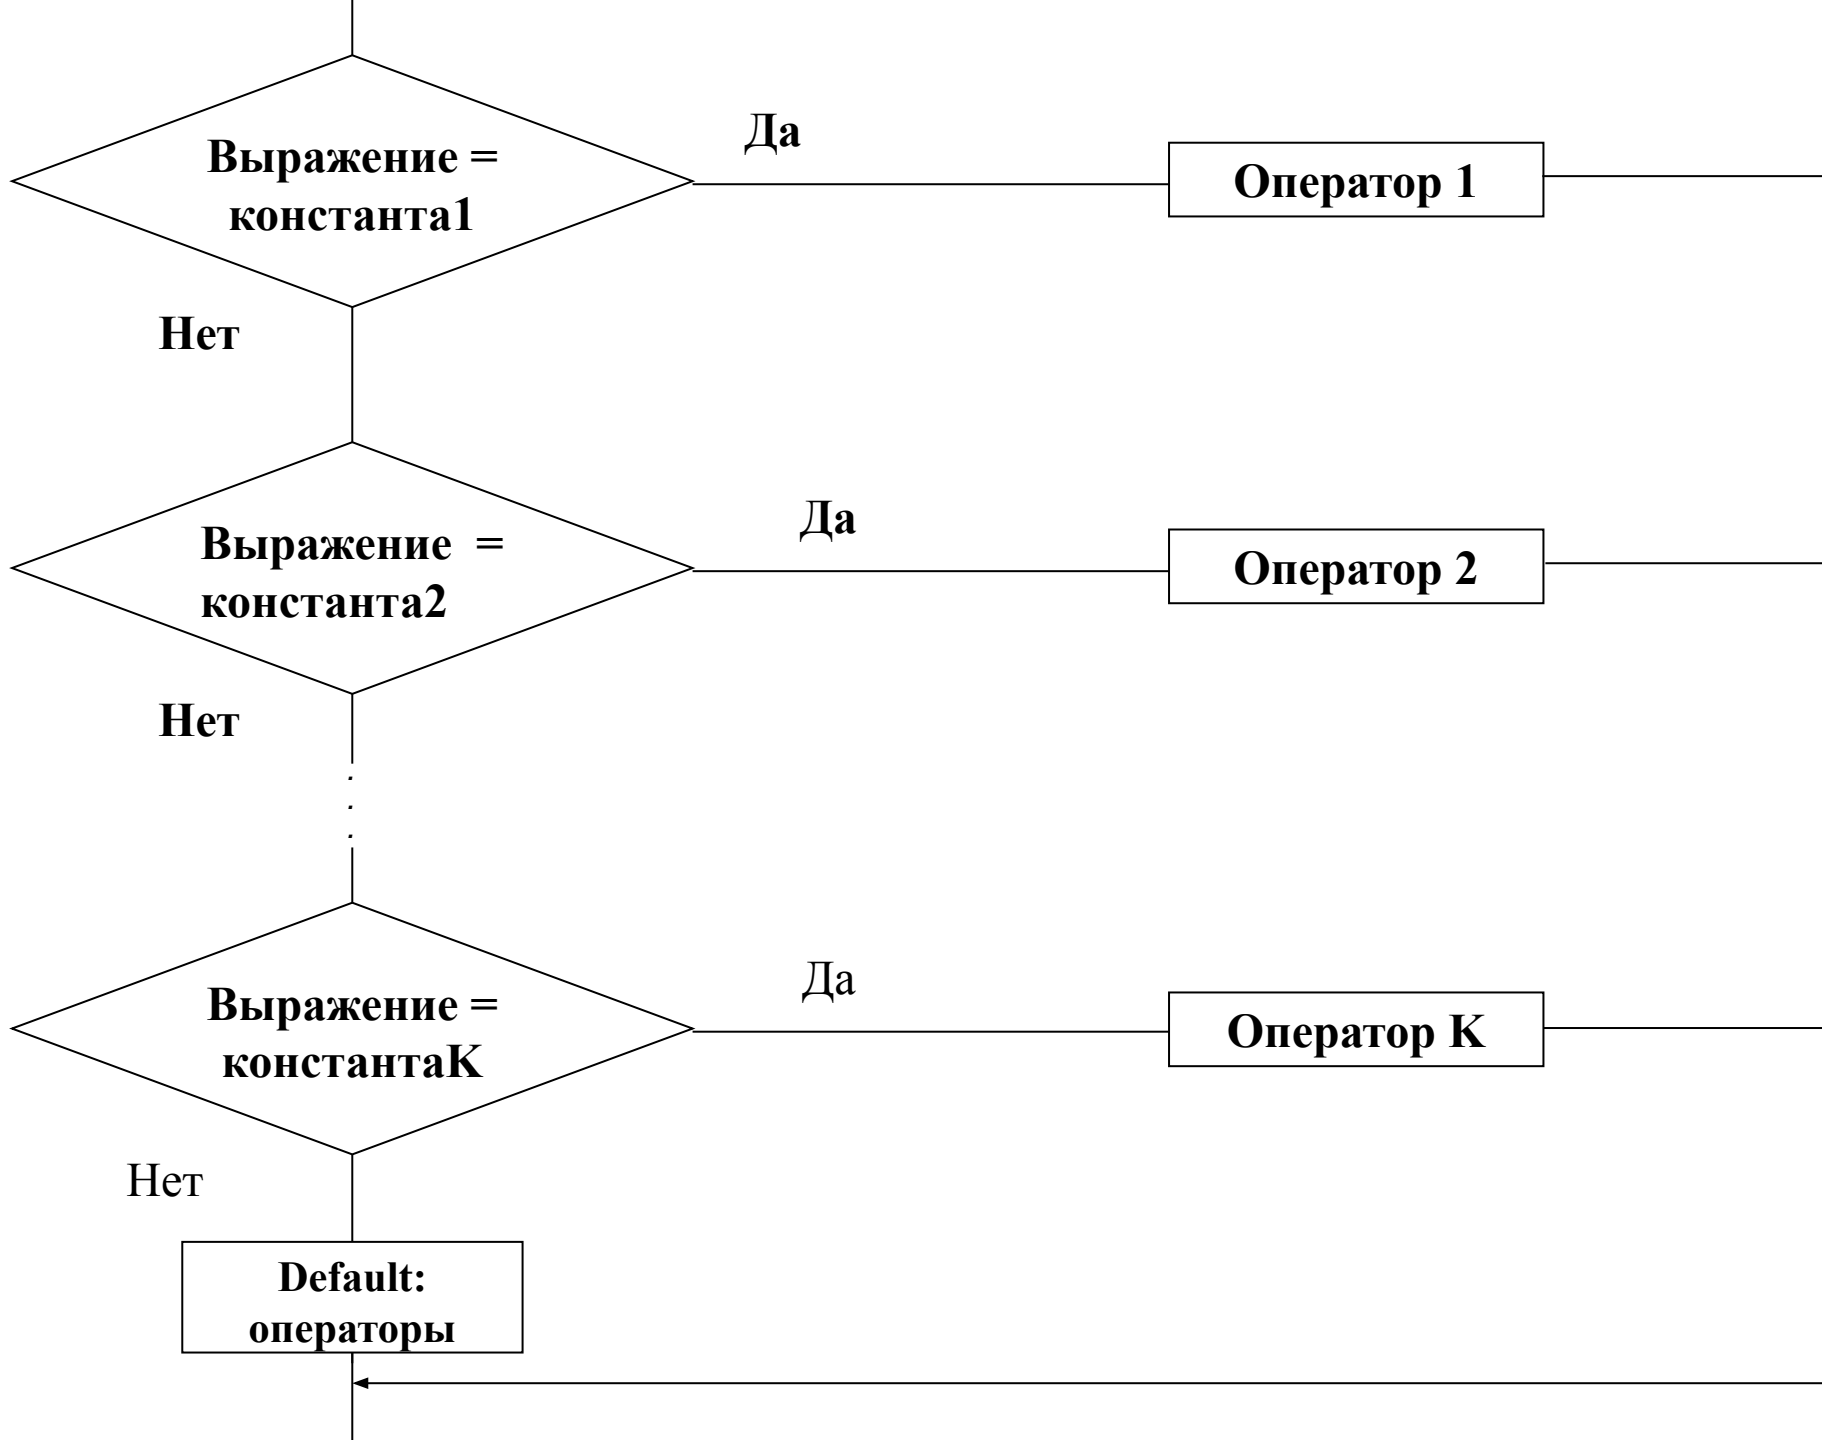 Выражение =
константа1
Да
Оператор 1
Нет
Выражение =
константа2
Да
Оператор 2
Нет
.
.
.
Выражение =
константаK
Да
Оператор K
Нет
Default:
операторы